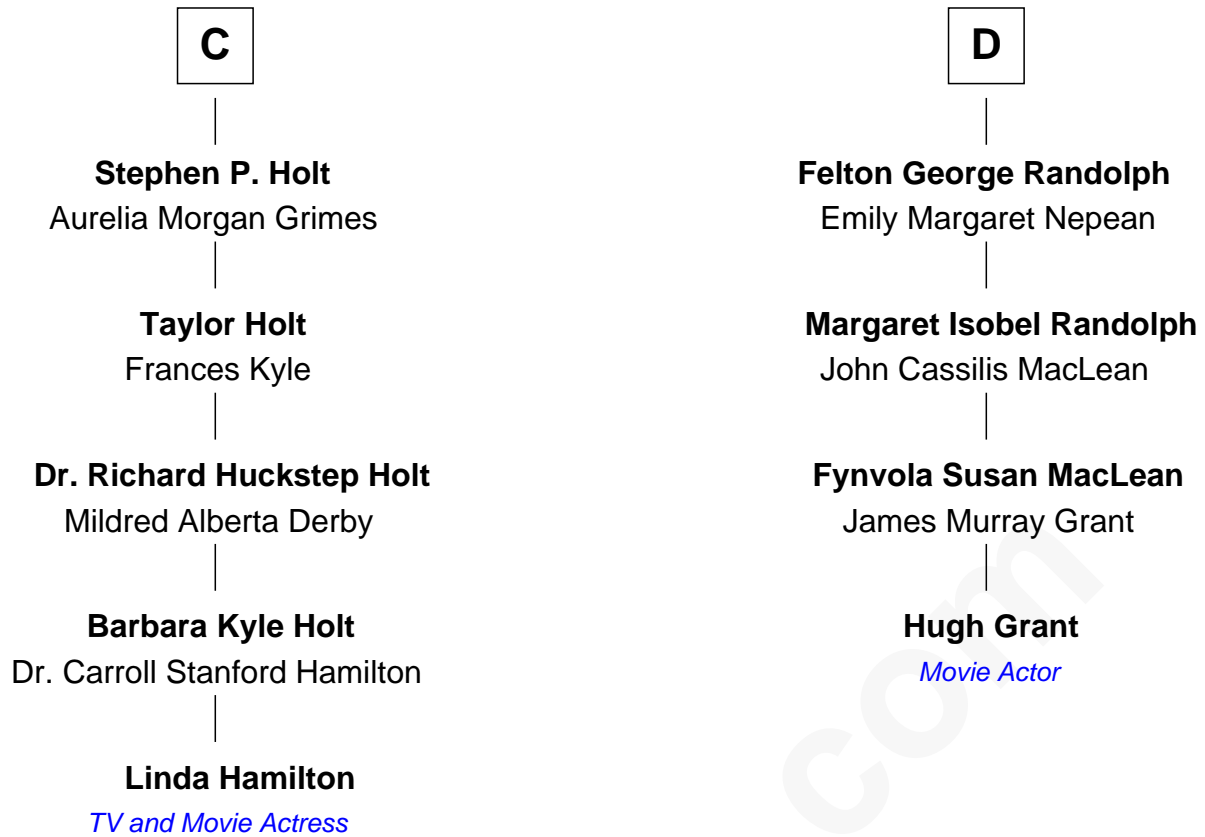 C
Stephen P. Holt
Aurelia Morgan Grimes
Taylor Holt
Frances Kyle
Dr. Richard Huckstep Holt
Mildred Alberta Derby
Barbara Kyle Holt
Dr. Carroll Stanford Hamilton
Linda Hamilton
TV and Movie Actress
D
Felton George Randolph
Emily Margaret Nepean
Margaret Isobel Randolph
John Cassilis MacLean
Fynvola Susan MacLean
James Murray Grant
Hugh Grant
Movie Actor
com